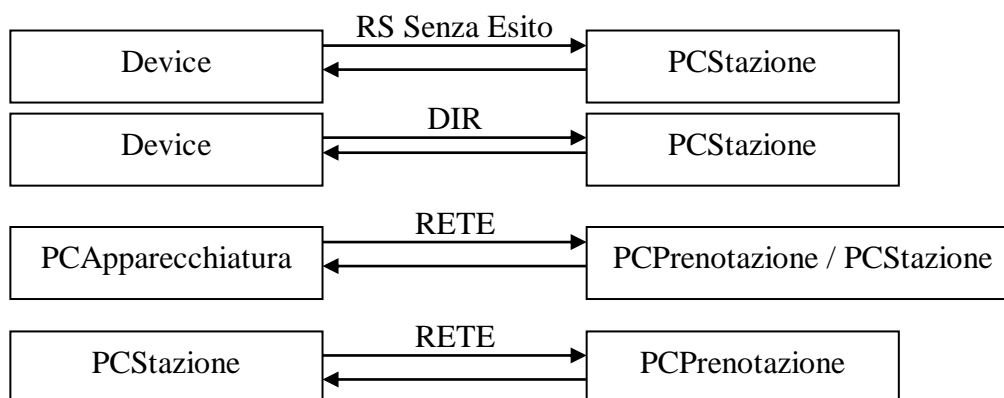 RS Senza Esito
Device
PCStazione
DIR
Device
PCStazione
RETE
PCApparecchiatura
PCPrenotazione / PCStazione
RETE
PCStazione
PCPrenotazione